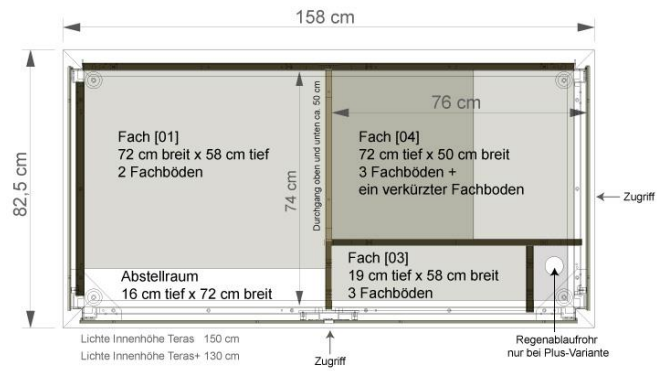 158 cm
82,5 cm
Fach [01]
72 cm breit x 58 cm tief
2 Fachböden
74 cm
Durchgang oben und unten ca. 50 cm
76 cm
Fach [04]
72 cm tief x 50 cm breit
3 Fachböden +
ein verkürzter Fachboden
Zugriff
Abstellraum
16 cm tief x 72 cm breit
Fach [03]
19 cm tief x 58 cm breit
3 Fachböden
Lichte Innenhöhe Teras 150 cm
Lichte Innenhöhe Teras+ 130 cm
Zugriff
Regenablaufrohr
nur bei Plus-Variante